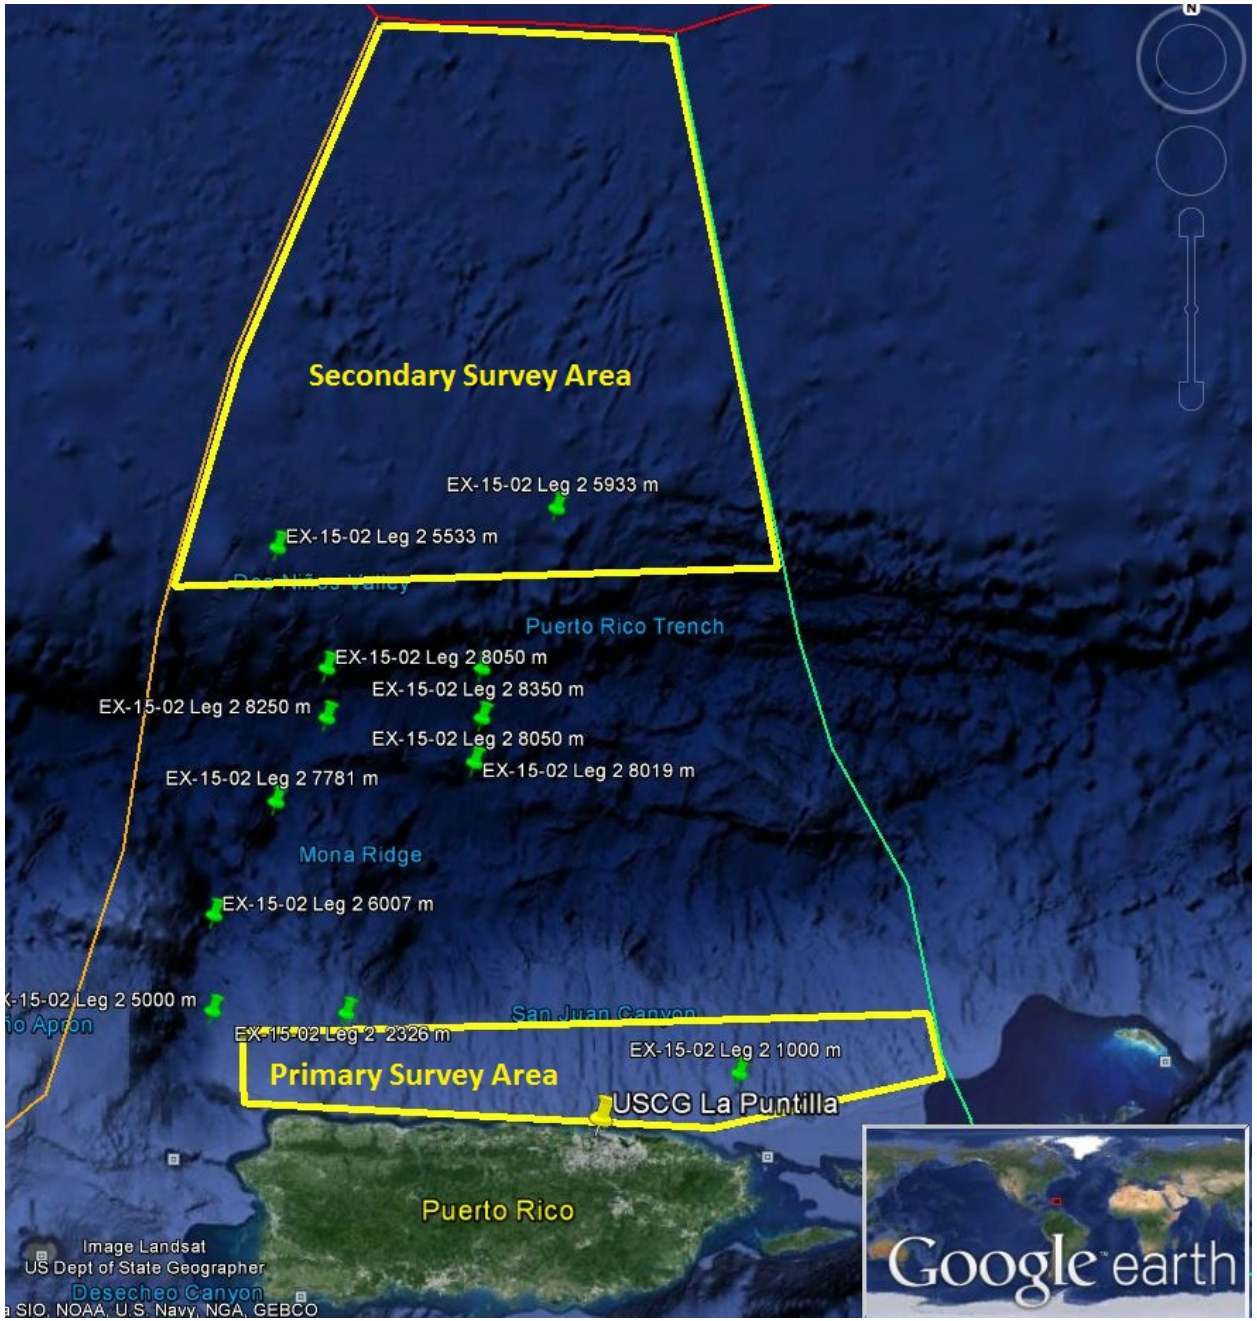 N
Secondary Survey Area
EX-15-02 Leg 2 5933 m
EX-15-02 Leg 2 5533 m
Dos Niños Valley
Puerto Rico Trench
EX-15-02 Leg 2 8050 m
EX-15-02 Leg 2 8350 m
EX-15-02 Leg 2 8250 m
EX-15-02 Leg 2 8050 m
EX-15-02 Leg 2 8019 m
EX-15-02 Leg 2 7781 m
Mona Ridge
EX-15-02 Leg 2 6007 m
X-15-02 Leg 2 5000 m
San Juan Canyon
ño Apron
EX-15-02 Leg 2  2326 m
EX-15-02 Leg 2 1000 m
Primary Survey Area
USCG La Puntilla
Puerto Rico
Image Landsat
US Dept of State Geographer
Desecheo Canyon
a SIO, NOAA, U.S. Navy, NGA, GEBCO
Google earth